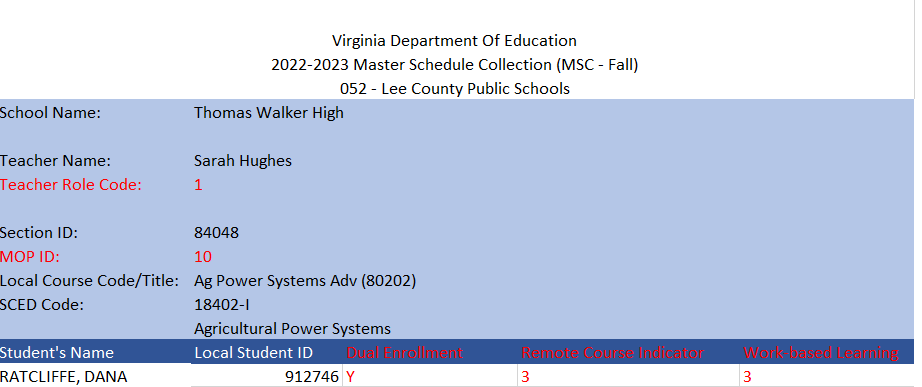 Virginia Department Of Education
2022-2023 Master Schedule Collection (MSC - Fall)
052 - Lee County Public Schools
School Name: Thomas Walker High
Teacher Name: Sarah Hughes
Teacher Role Code: 1
Section ID: 84048
MOP ID: 10
Local Course Code/Title: Ag Power Systems Adv (80202)
SCED Code: 18402-I
Agricultural Power Systems
Student's Name Local Student ID Dual Enrollment Remote Course Indicator Work based Learning
RATCLIFFE, DANA 912746 Y 3 3